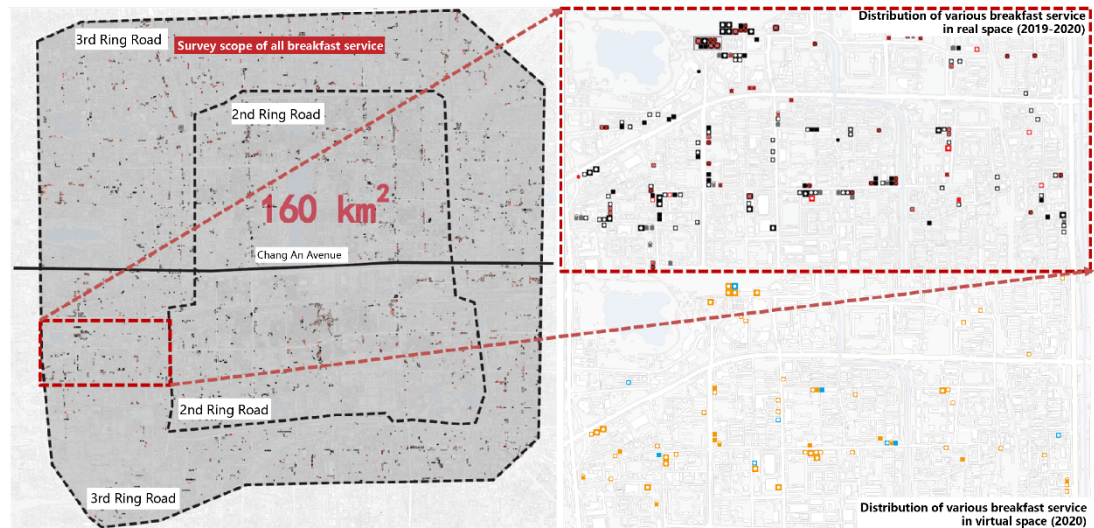 3rd Ring Road
Survey scope of all breakfast service
2nd Ring Road
160 km²
Chang An Avenue
2nd Ring Road
3rd Ring Road
Distribution of various breakfast service
in real space (2019-2020)
Distribution of various breakfast service
in virtual space (2020)